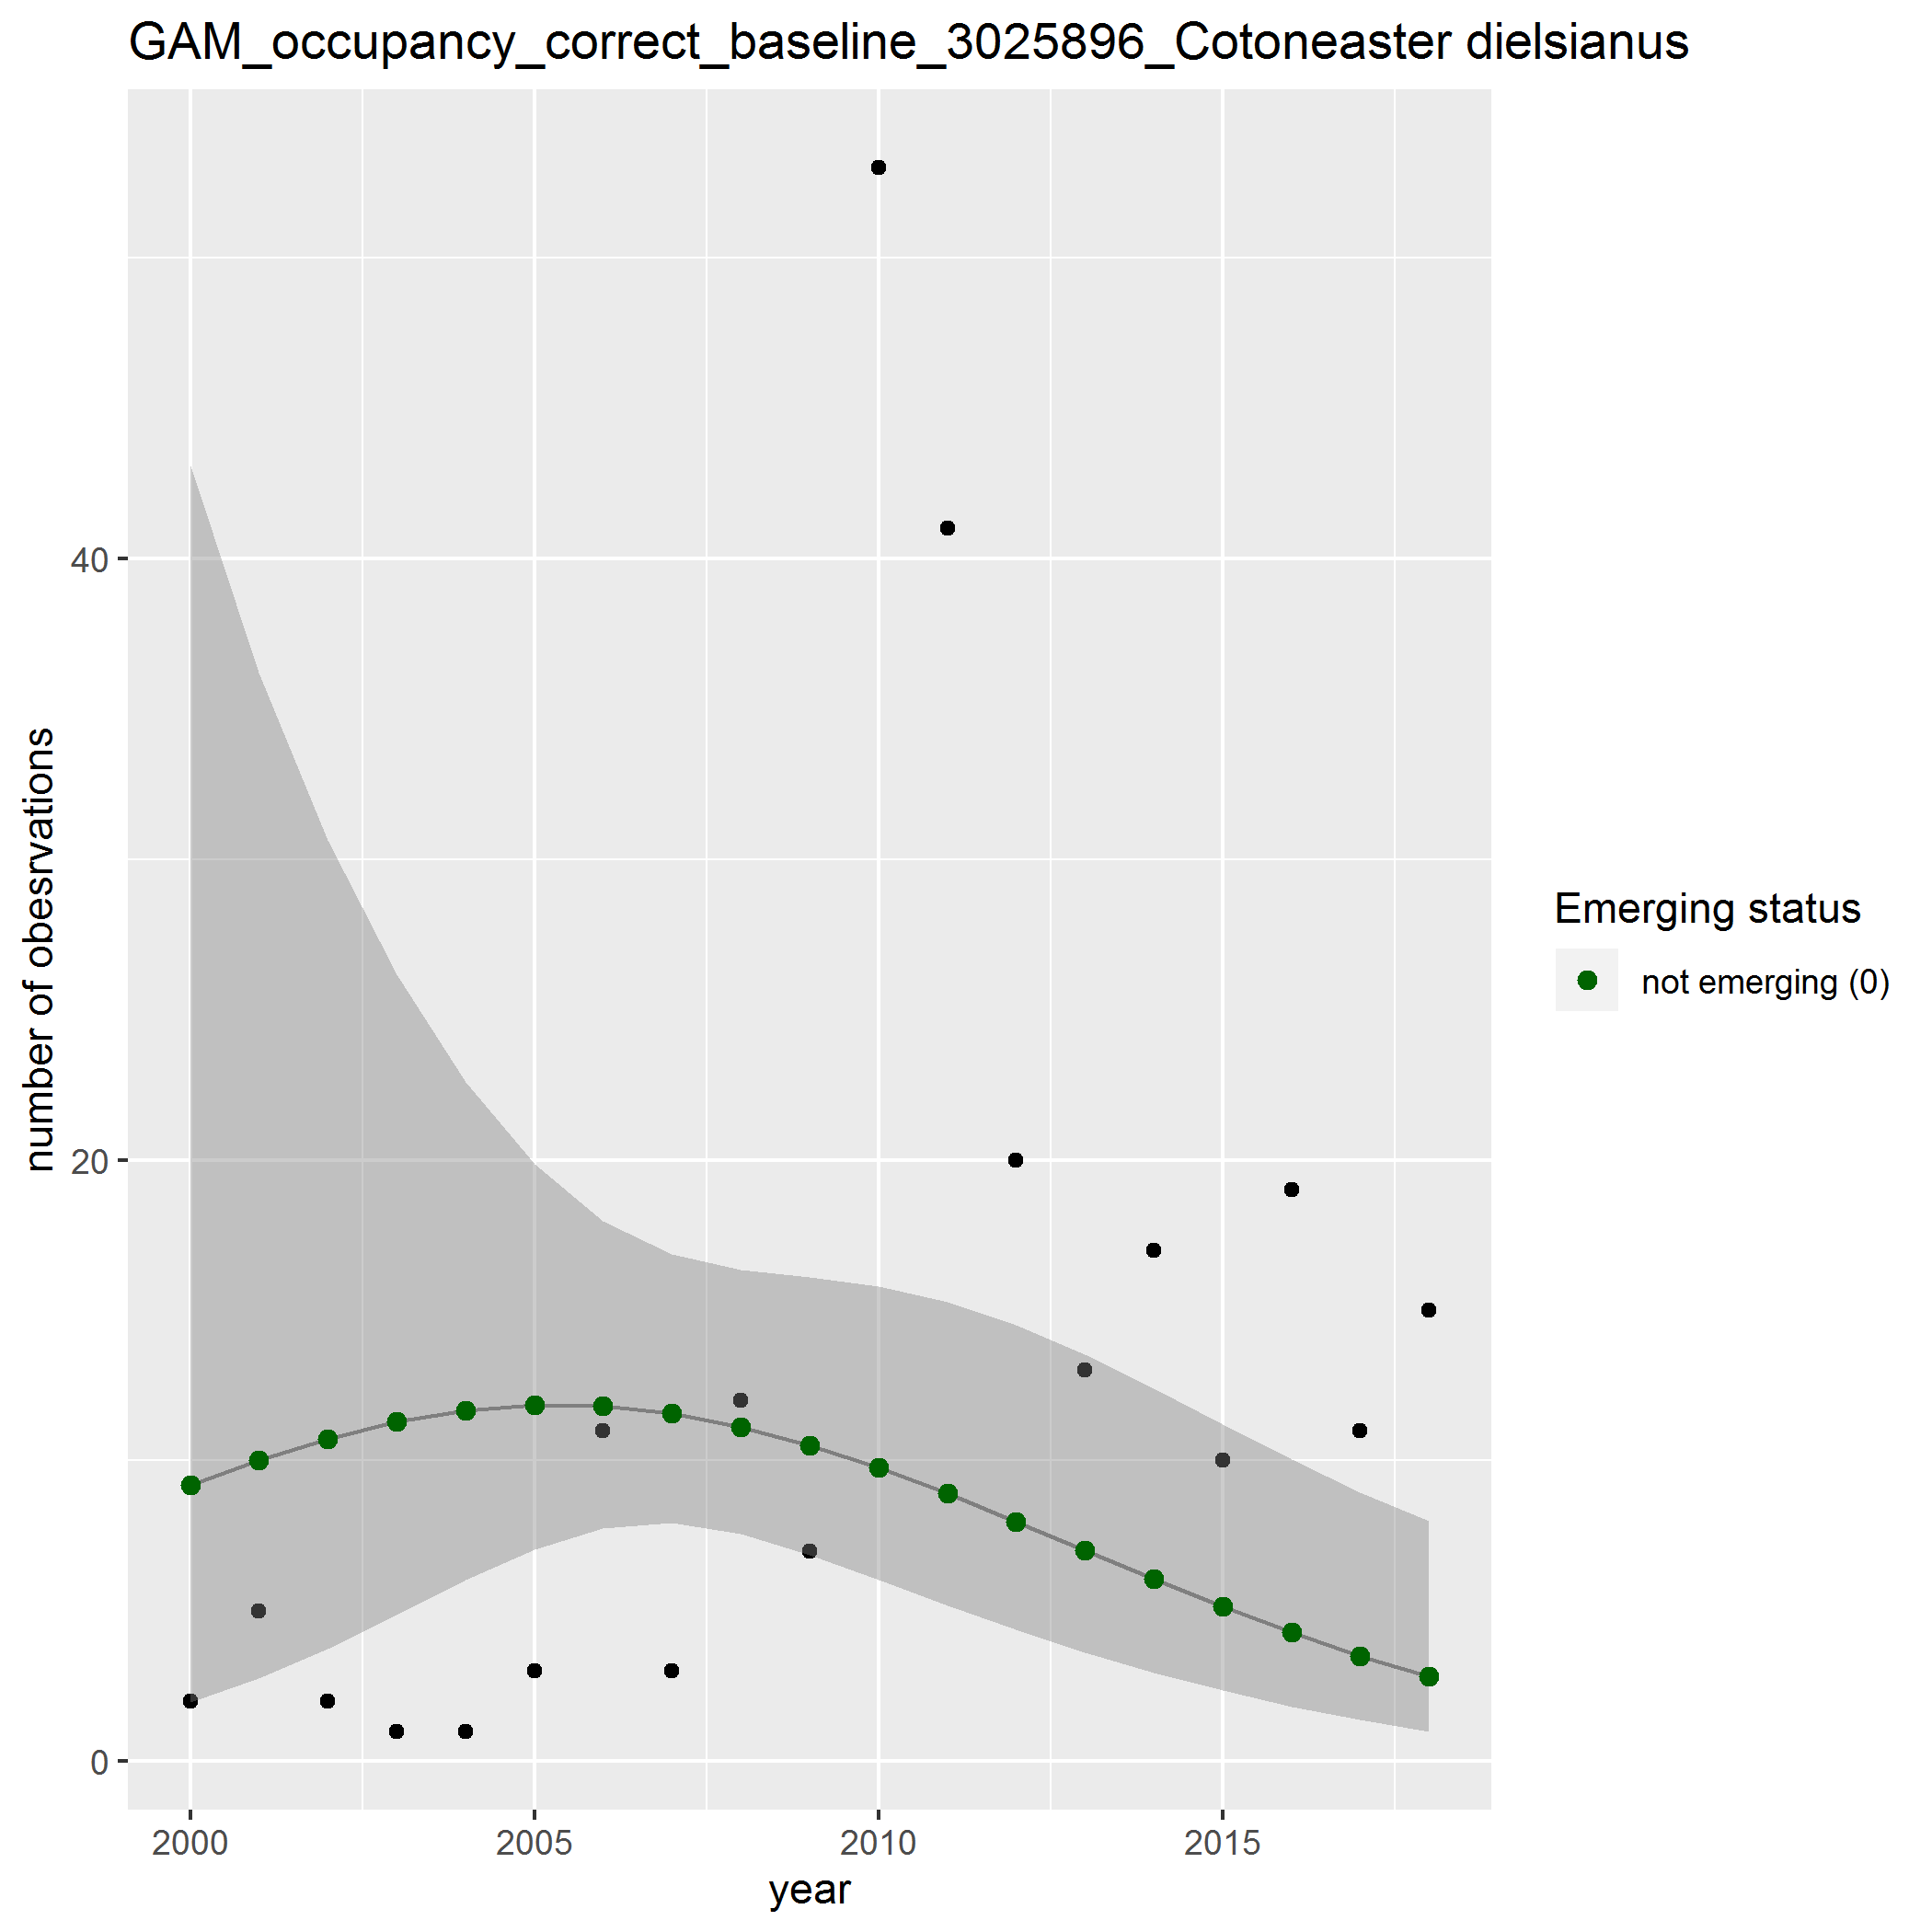 GAM_occupancy_correct_baseline_3025896_Cotoneaster dielsianus
number of obesrvations
40
20
0
2000 2005 2010 2015
year
Emerging status
not emerging (0)